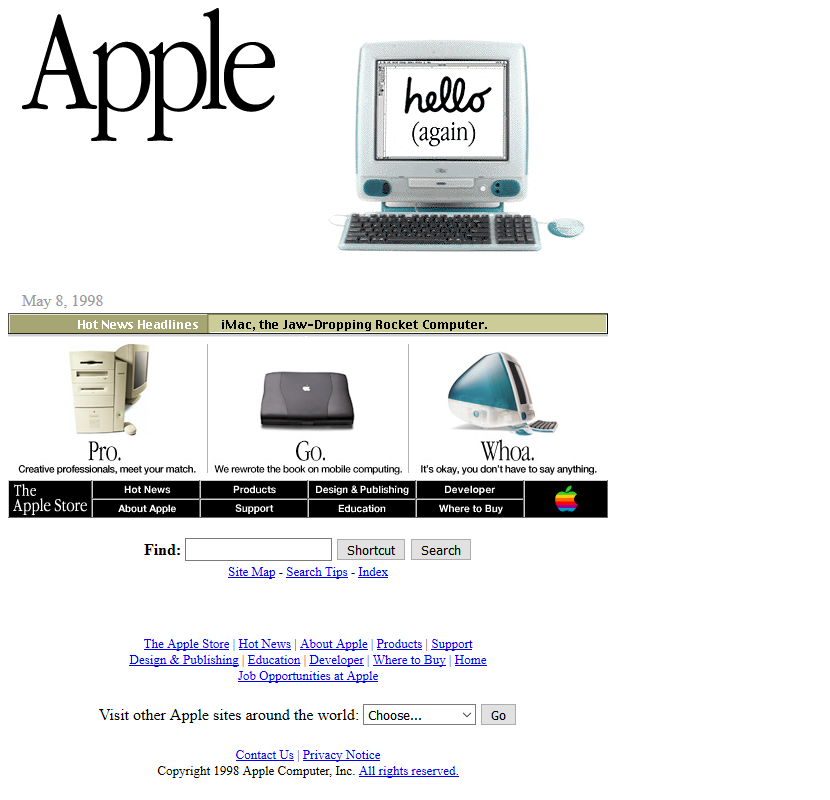 Apple
hello
(again)
May 8, 1998
Hot News Headlines iMac, the Jaw-Dropping Rocket Computer.
Pro. Go. Whoa.
Creative professionals, meet your match. We rewrote the book on mobile computing. It's okay, you don't have to say anything.
The Apple Store
Hot News Products Design & Publishing Developer
About Apple Support Education Where to Buy
Find: Shortcut Search
Site Map - Search Tips - Index
The Apple Store | Hot News | About Apple | Products | Support
Design & Publishing | Education | Developer | Where to Buy | Home
Job Opportunities at Apple
Visit other Apple sites around the world: Choose... Go
Contact Us | Privacy Notice
Copyright 1998 Apple Computer, Inc. All rights reserved.